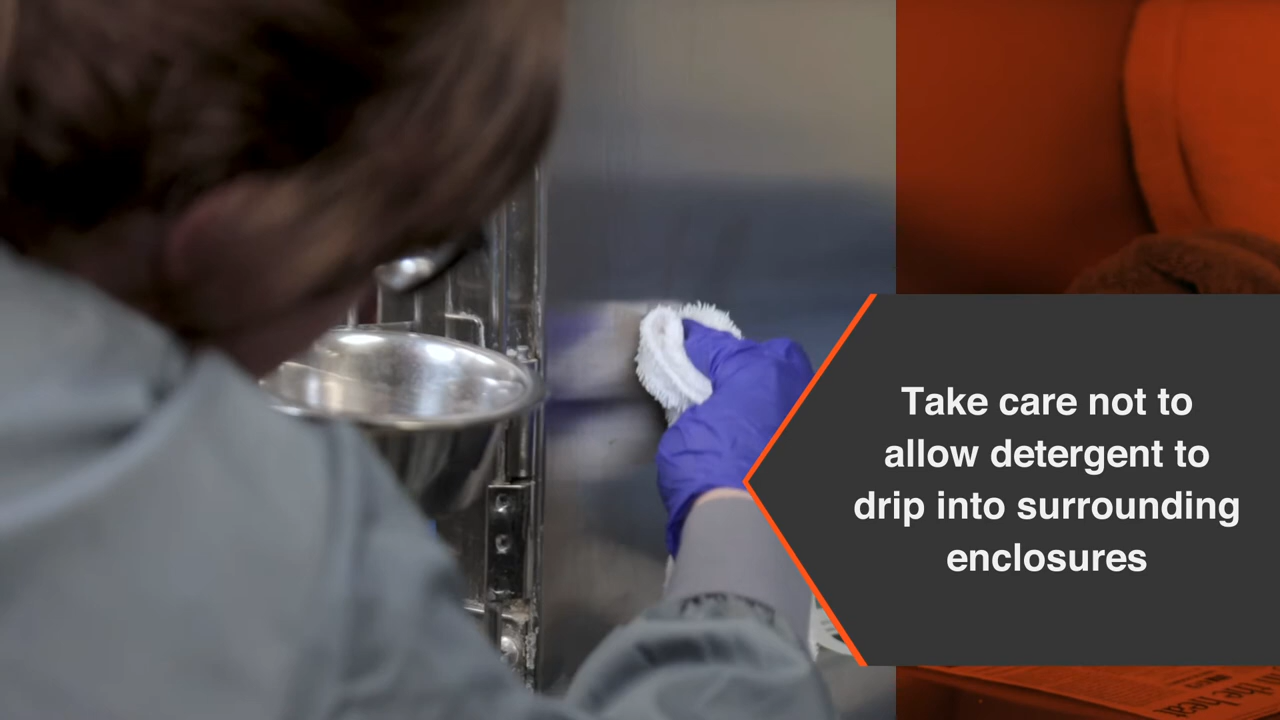 Take care not to
allow detergent to
drip into surrounding
enclosures